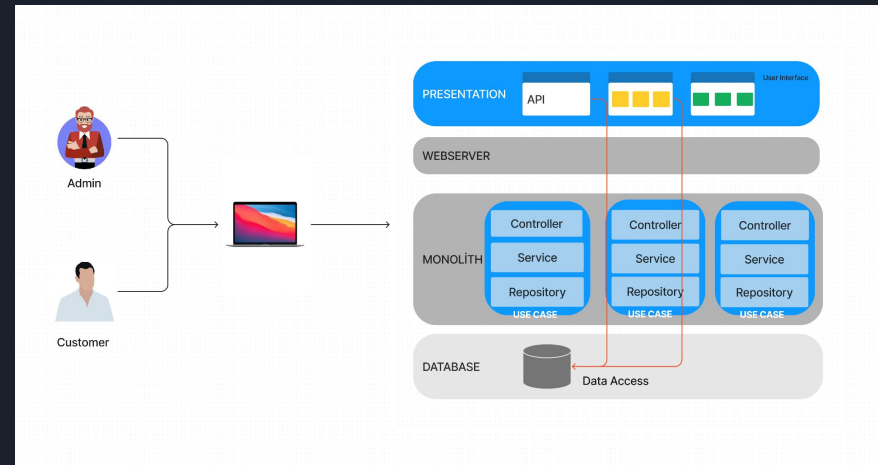 Admin
Customer
PRESENTATION
API
User Interface
WEBSERVER
MONOLİTH
Controller
Service
Repository
USE CASE
Controller
Service
Repository
USE CASE
Controller
Service
Repository
USE CASE
DATABASE
Data Access